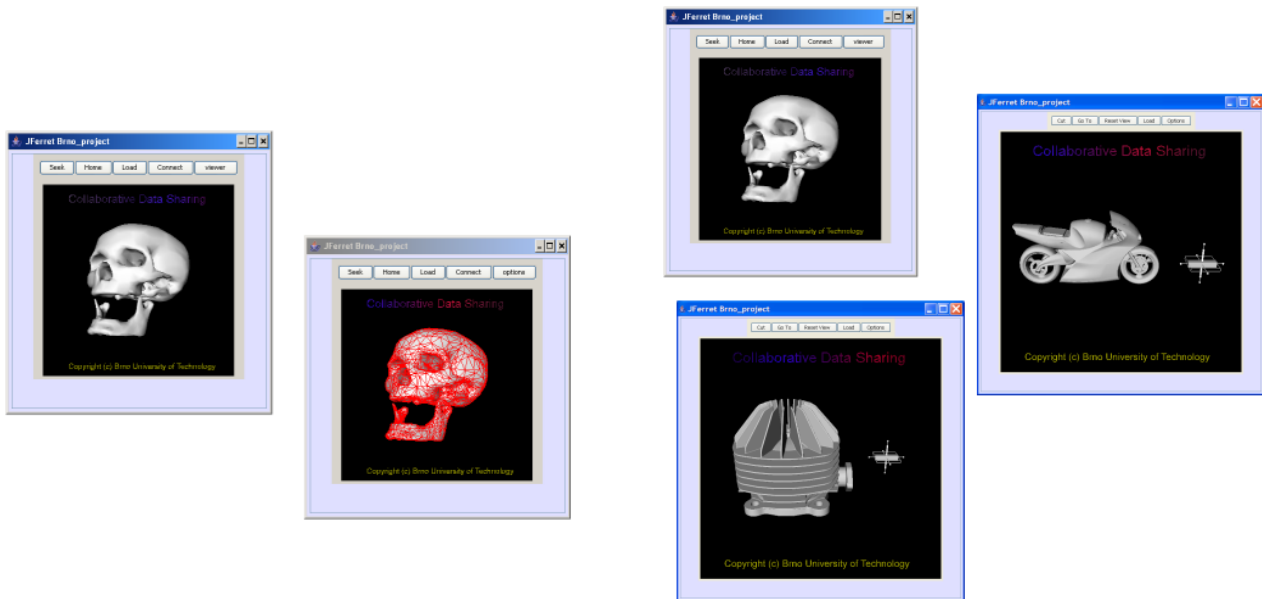 JFerret Brno_project
Seek Home Load Connect viewer
Collaborative Data Sharing
Copyright (c) Brno University of Technology
JFerret Brno_project
Seek Home Load Connect options
Collaborative Data Sharing
Copyright (c) Brno University of Technology
JFerret Brno_project
Seek Home Load Connect viewer
Collaborative Data Sharing
Copyright (c) Brno University of Technology
JFerret Brno_project
Cut Go To Reset View Load Options
Collaborative Data Sharing
Copyright (c) Brno University of Technology
JFerret Brno_project
Cut Go To Reset View Load Options
Collaborative Data Sharing
Copyright (c) Brno University of Technology